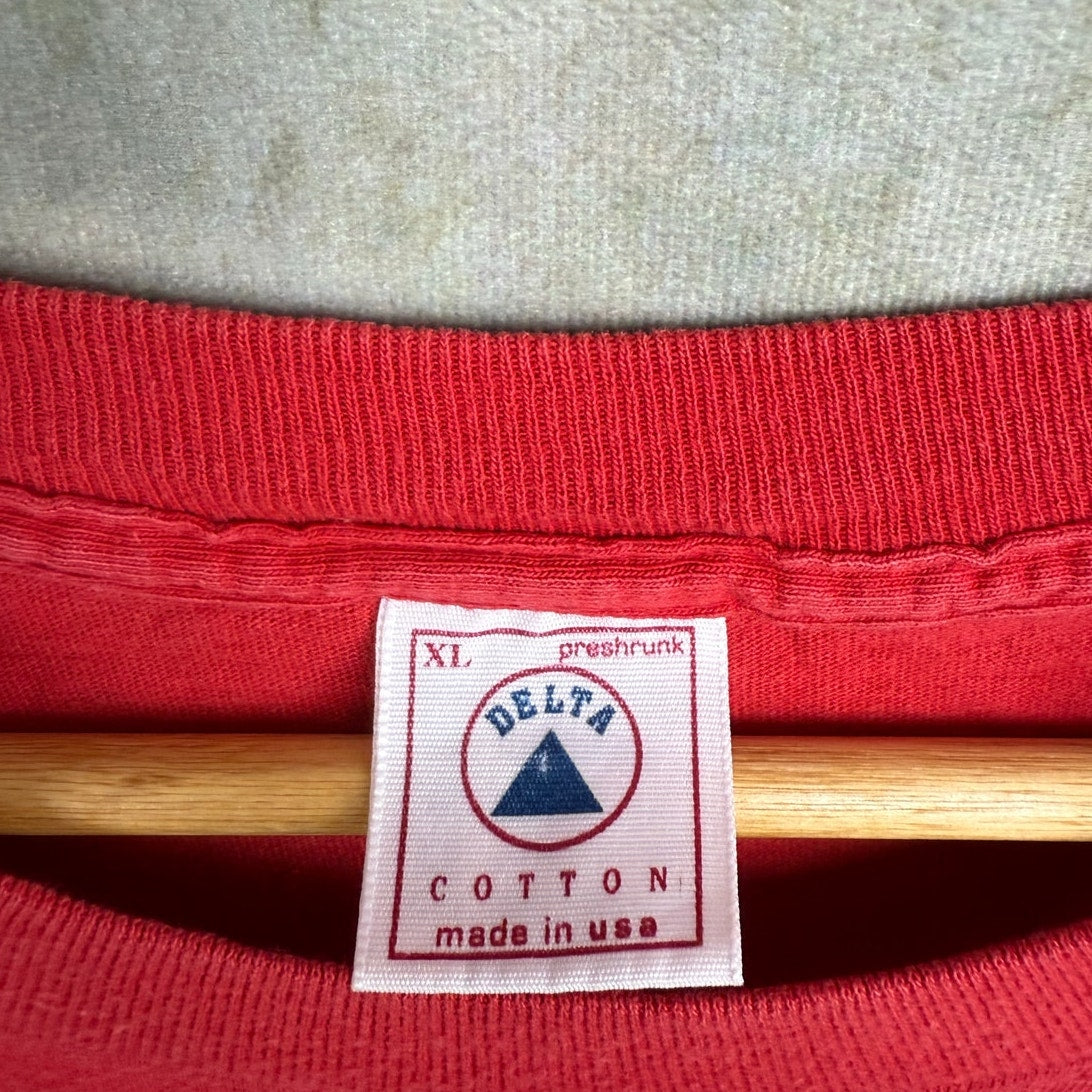 XL preshrunk
DELTA
COTTON
made in usa